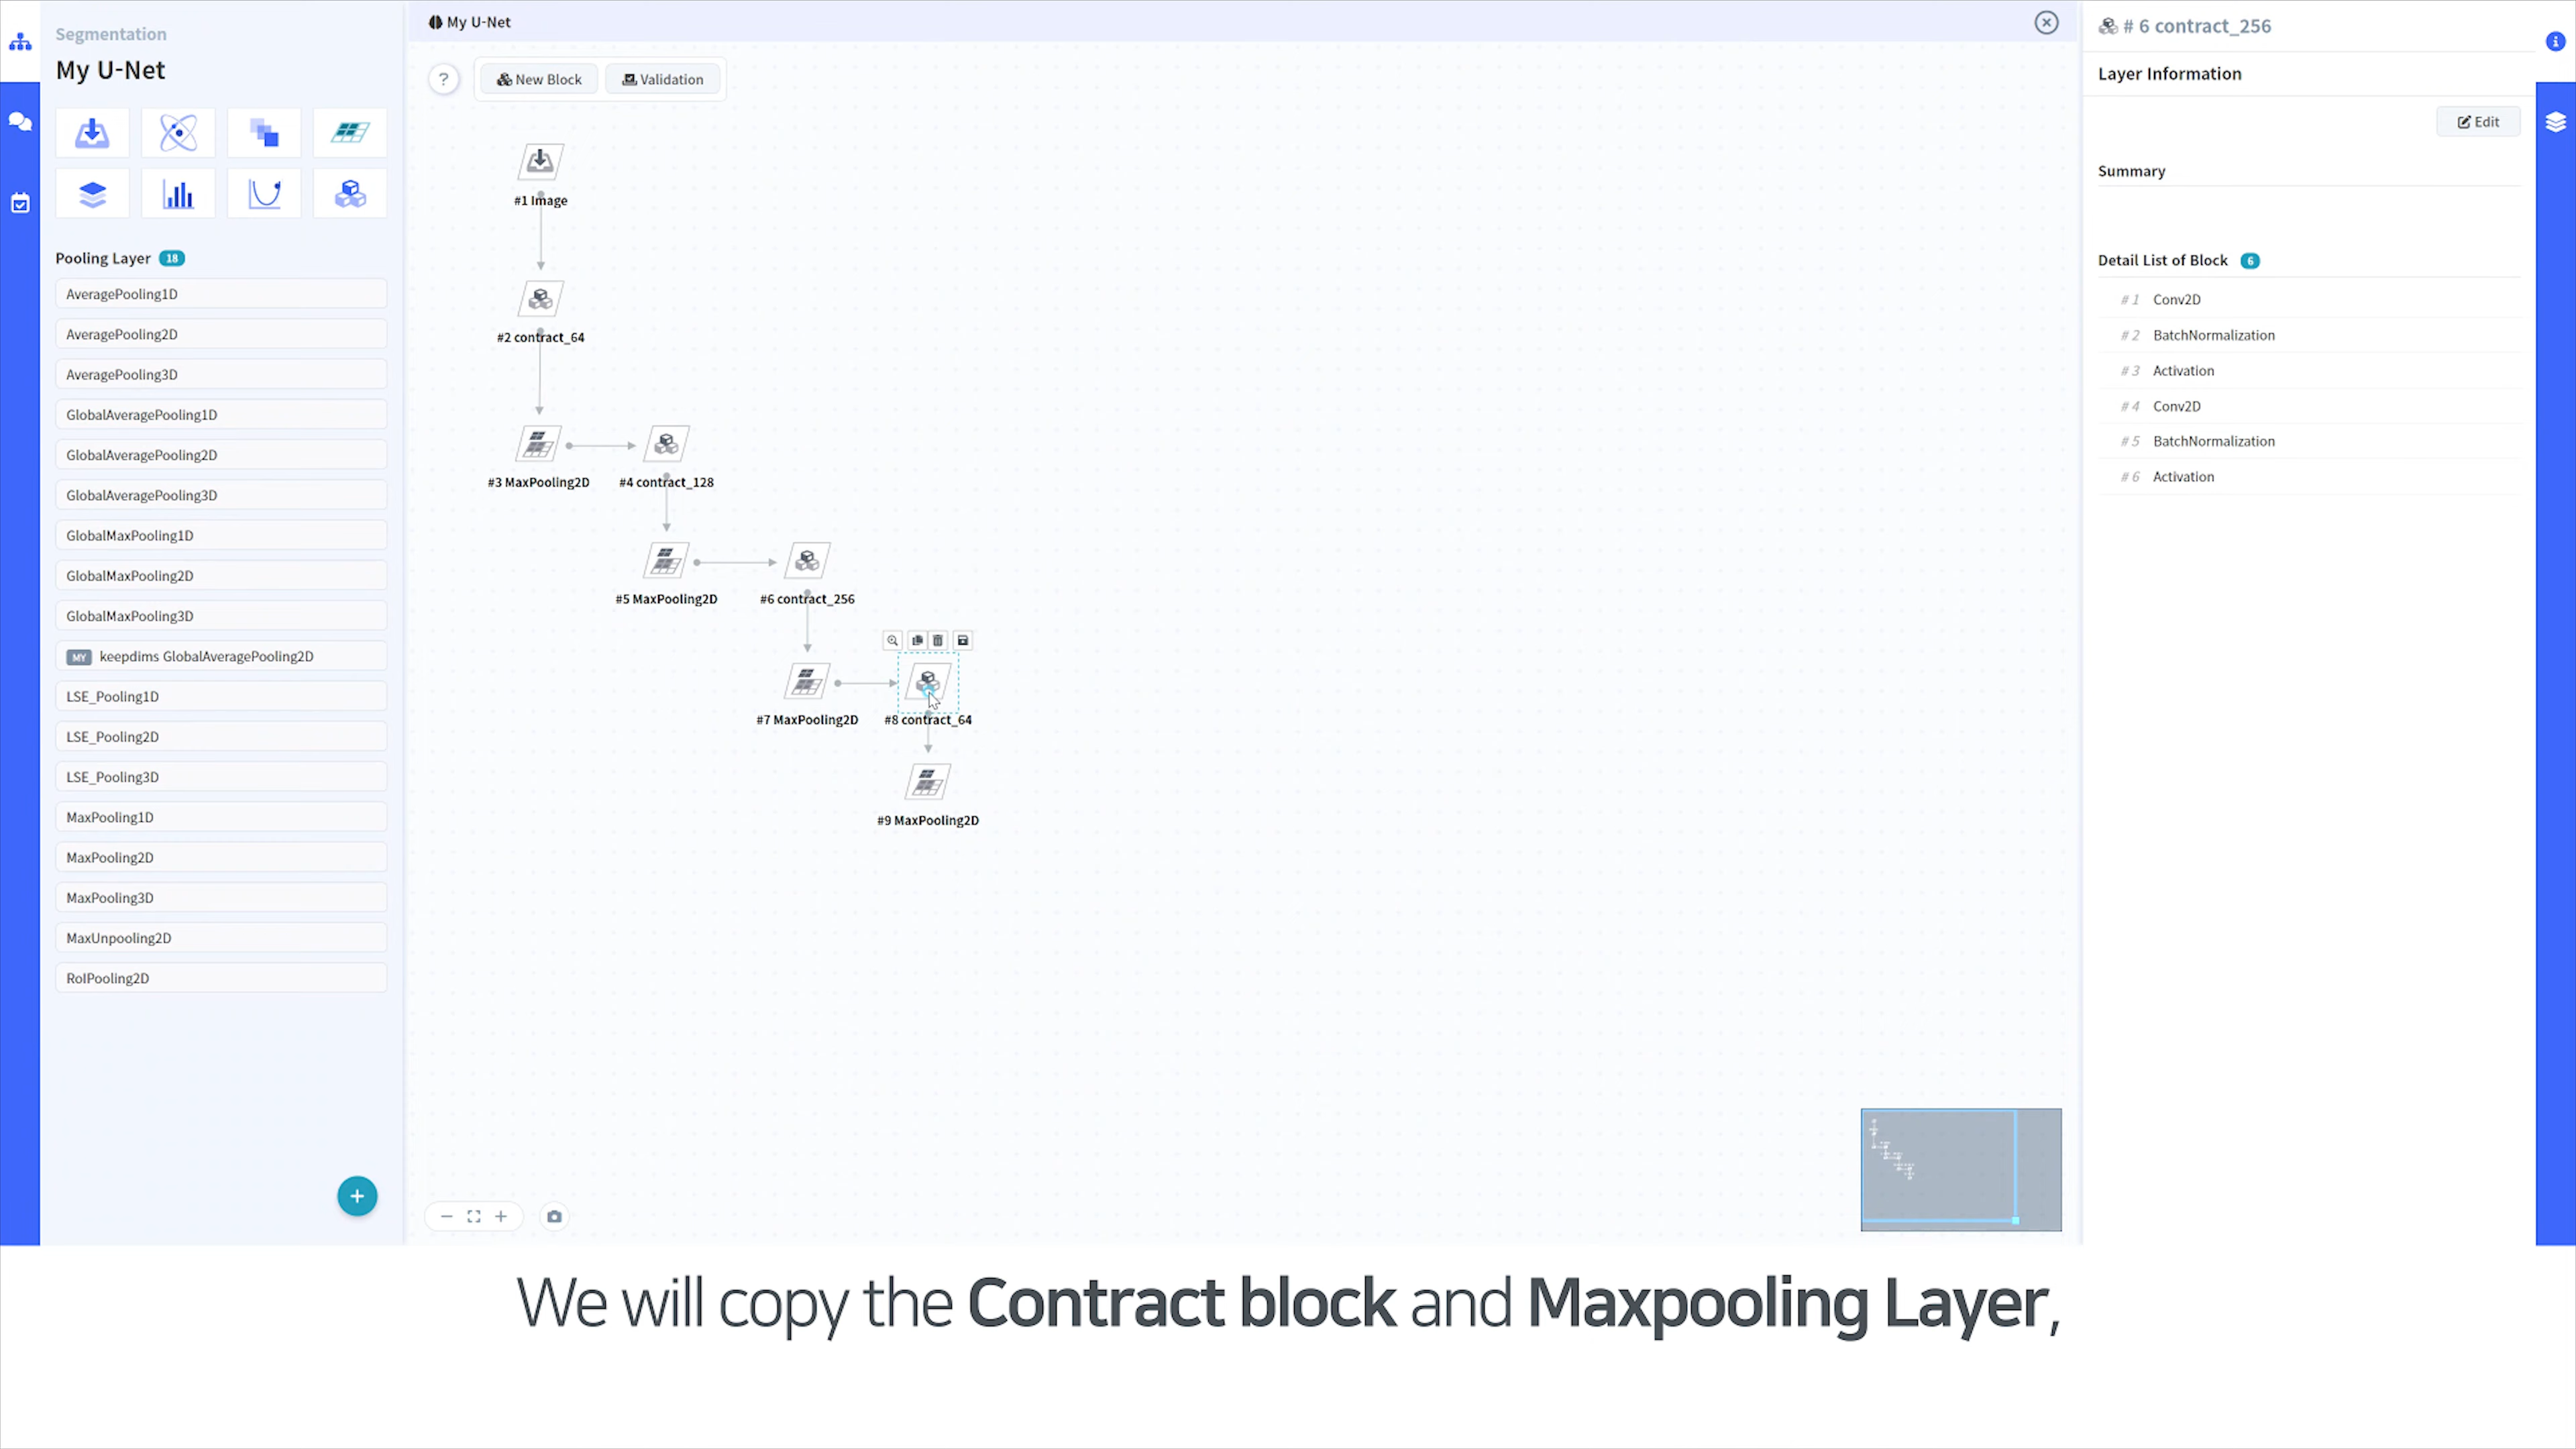 Segmentation
My U-Net
Pooling Layer 18
AveragePooling1D
AveragePooling2D
AveragePooling3D
GlobalAveragePooling1D
GlobalAveragePooling2D
GlobalAveragePooling3D
GlobalMaxPooling1D
GlobalMaxPooling2D
GlobalMaxPooling3D
MY keepdims GlobalAveragePooling2D
LSE_Pooling1D
LSE_Pooling2D
LSE_Pooling3D
MaxPooling1D
MaxPooling2D
MaxPooling3D
MaxUnpooling2D
RoIPooling2D
My U-Net
? New Block Validation
#1 Image
#2 contract_64
#3 MaxPooling2D #4 contract_128
#5 MaxPooling2D #6 contract_256
#7 MaxPooling2D #8 contract_64
#9 MaxPooling2D
# 6 contract_256
Layer Information
Edit
Summary
Detail List of Block 6
# 1 Conv2D
# 2 BatchNormalization
# 3 Activation
# 4 Conv2D
# 5 BatchNormalization
# 6 Activation
We will copy the Contract block and Maxpooling Layer,